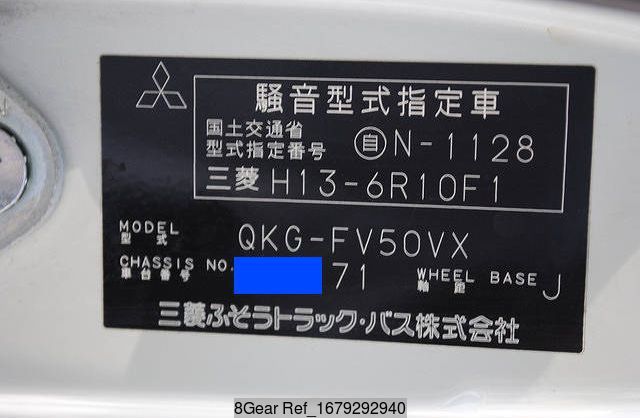 騒音型式指定車
国土交通省
型式指定番号 自N-1128
三菱 H13-6R10F1
MODEL
型式 QKG-FV50VX
CHASSIS NO. 71 WHEEL BASE J
車台番号 軸距
三菱ふそうトラック・バス株式会社
8Gear Ref_1679292940